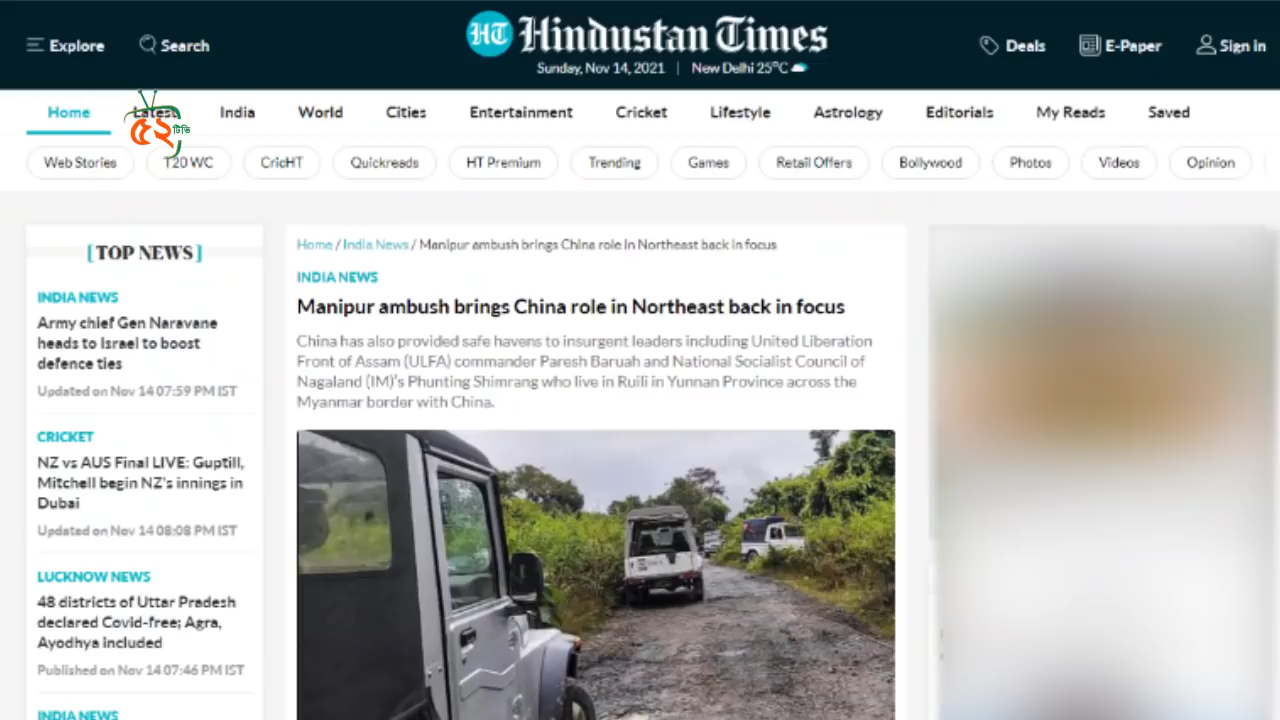 Explore
Search
HT Hindustan Times
Sunday, Nov 14, 2021 | New Delhi 25°C
Deals
E-Paper
Sign in
Home
Latest
India
World
Cities
Entertainment
Cricket
Lifestyle
Astrology
Editorials
My Reads
Saved
৫২ টিভি
Web Stories
T20 WC
CricHT
Quickreads
HT Premium
Trending
Games
Retail Offers
Bollywood
Photos
Videos
Opinion
[TOP NEWS]
INDIA NEWS
Army chief Gen Naravane
heads to Israel to boost
defence ties
Updated on Nov 14 07:59 PM IST
CRICKET
NZ vs AUS Final LIVE: Guptill,
Mitchell begin NZ's innings in
Dubai
Updated on Nov 14 08:08 PM IST
LUCKNOW NEWS
48 districts of Uttar Pradesh
declared Covid-free; Agra,
Ayodhya included
Published on Nov 14 07:46 PM IST
INDIA NEWS
Home / India News / Manipur ambush brings China role in Northeast back in focus
INDIA NEWS
Manipur ambush brings China role in Northeast back in focus
China has also provided safe havens to insurgent leaders including United Liberation
Front of Assam (ULFA) commander Paresh Baruah and National Socialist Council of
Nagaland (IM)'s Phunting Shimrang who live in Ruili in Yunnan Province across the
Myanmar border with China.